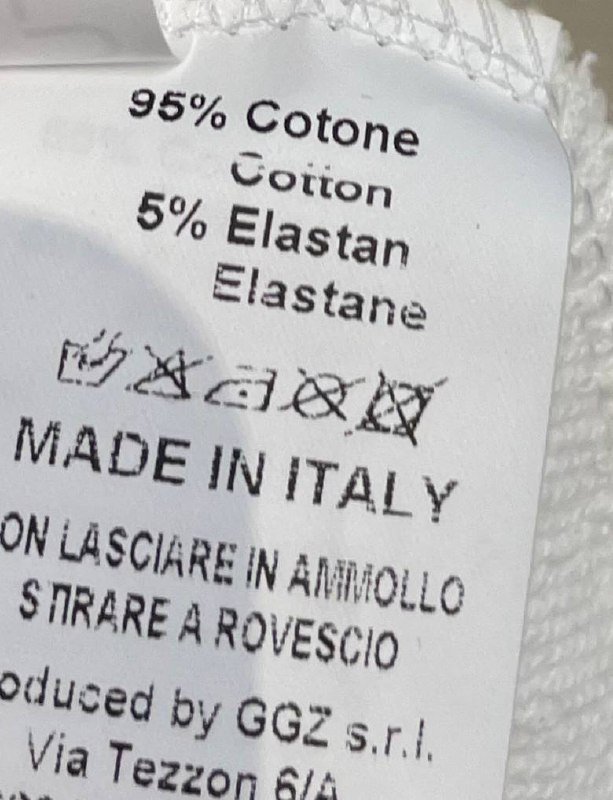 95% Cotone
Cotton
5% Elastan
Elastane
MADE IN ITALY
ON LASCIARE IN AMMOLLO
STIRARE A ROVESCIO
oduced by GGZ s.r.l.
Via Tezzon 6/A